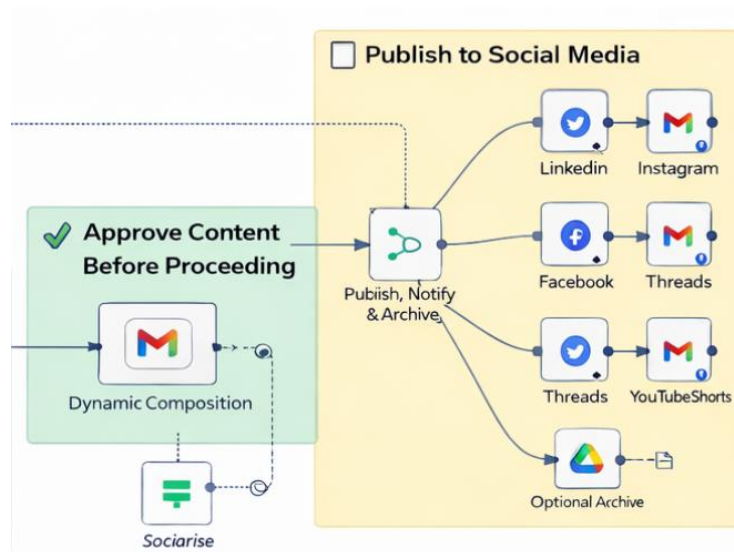 Publish to Social Media
Linkedin
Instagram
Approve Content
Before Proceeding
Facebook
Threads
Publish, Notify
& Archive
Dynamic Composition
Threads
YouTubeShorts
Optional Archive
Sociarise